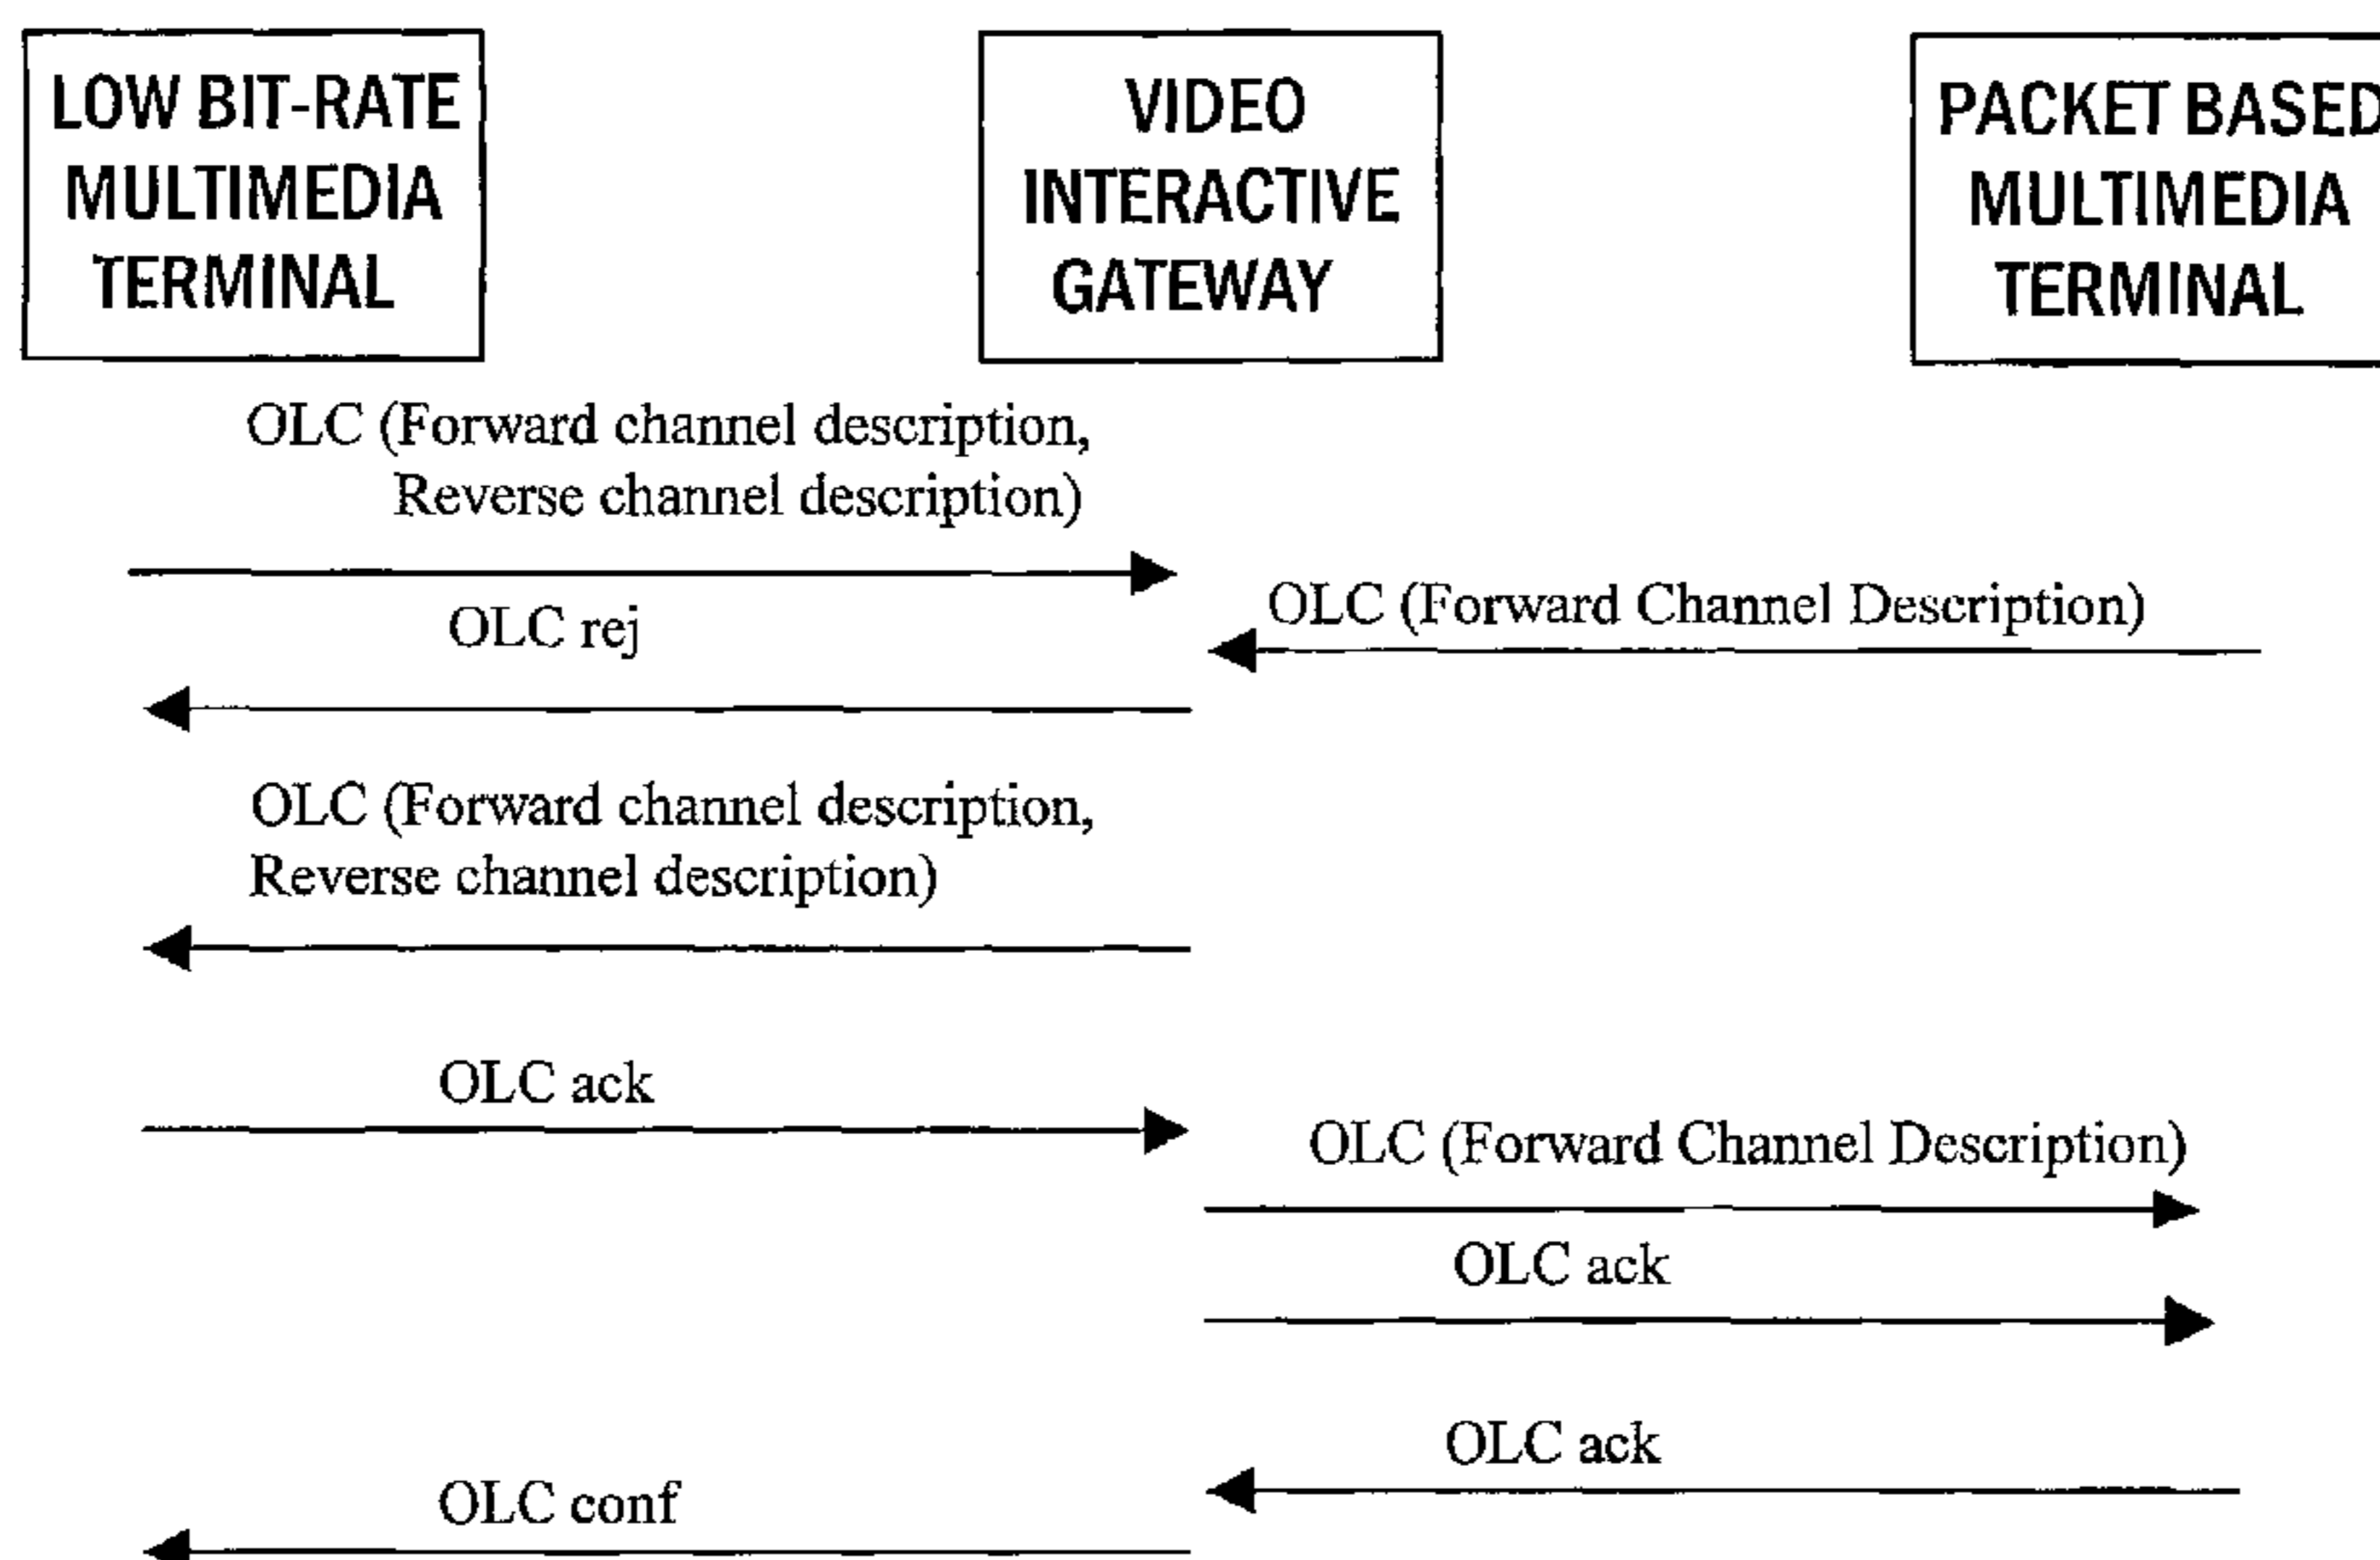 LOW BIT-RATE
MULTIMEDIA
TERMINAL
VIDEO
INTERACTIVE
GATEWAY
PACKET BASED
MULTIMEDIA
TERMINAL
OLC (Forward channel description,
Reverse channel description)
OLC (Forward Channel Description)
OLC rej
OLC (Forward channel description,
Reverse channel description)
OLC ack
OLC (Forward Channel Description)
OLC ack
OLC ack
OLC conf